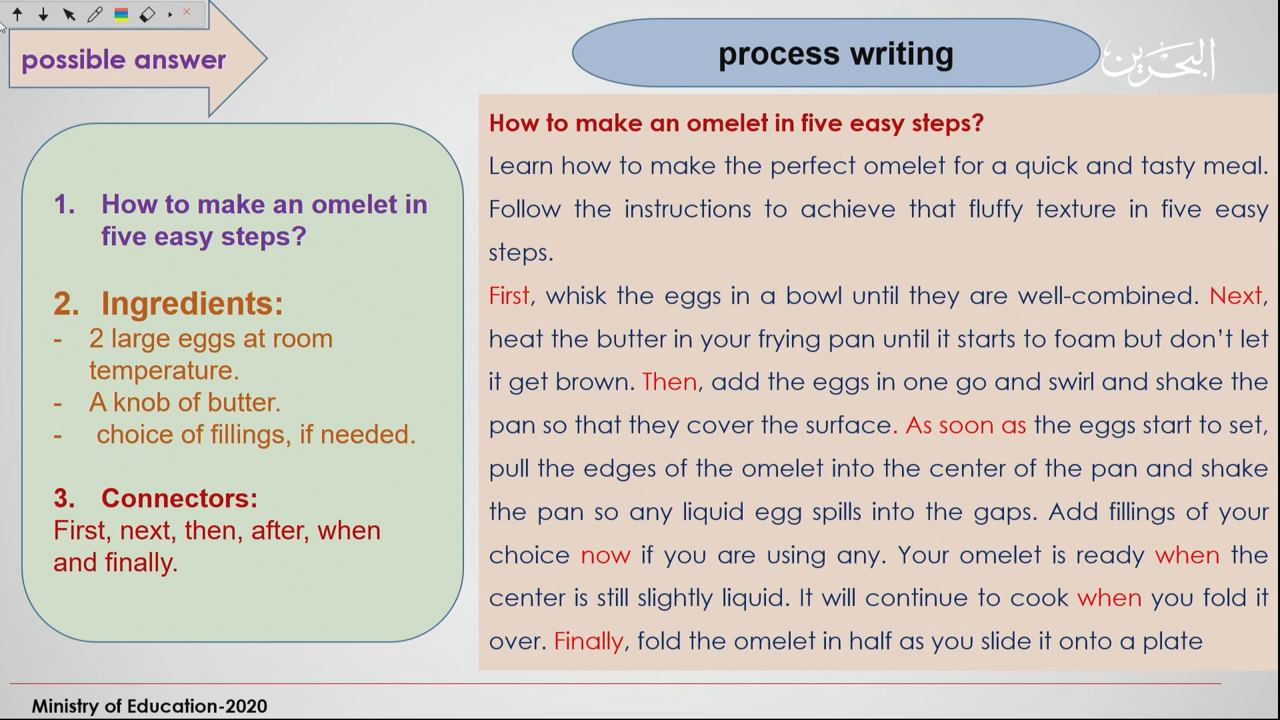 possible answer
process writing
البحرين
1. How to make an omelet in
five easy steps?
2. Ingredients:
- 2 large eggs at room
temperature.
- A knob of butter.
- choice of fillings, if needed.
3. Connectors:
First, next, then, after, when
and finally.
How to make an omelet in five easy steps?
Learn how to make the perfect omelet for a quick and tasty meal.
Follow the instructions to achieve that fluffy texture in five easy
steps.
First, whisk the eggs in a bowl until they are well-combined. Next,
heat the butter in your frying pan until it starts to foam but don’t let
it get brown. Then, add the eggs in one go and swirl and shake the
pan so that they cover the surface. As soon as the eggs start to set,
pull the edges of the omelet into the center of the pan and shake
the pan so any liquid egg spills into the gaps. Add fillings of your
choice now if you are using any. Your omelet is ready when the
center is still slightly liquid. It will continue to cook when you fold it
over. Finally, fold the omelet in half as you slide it onto a plate
Ministry of Education-2020